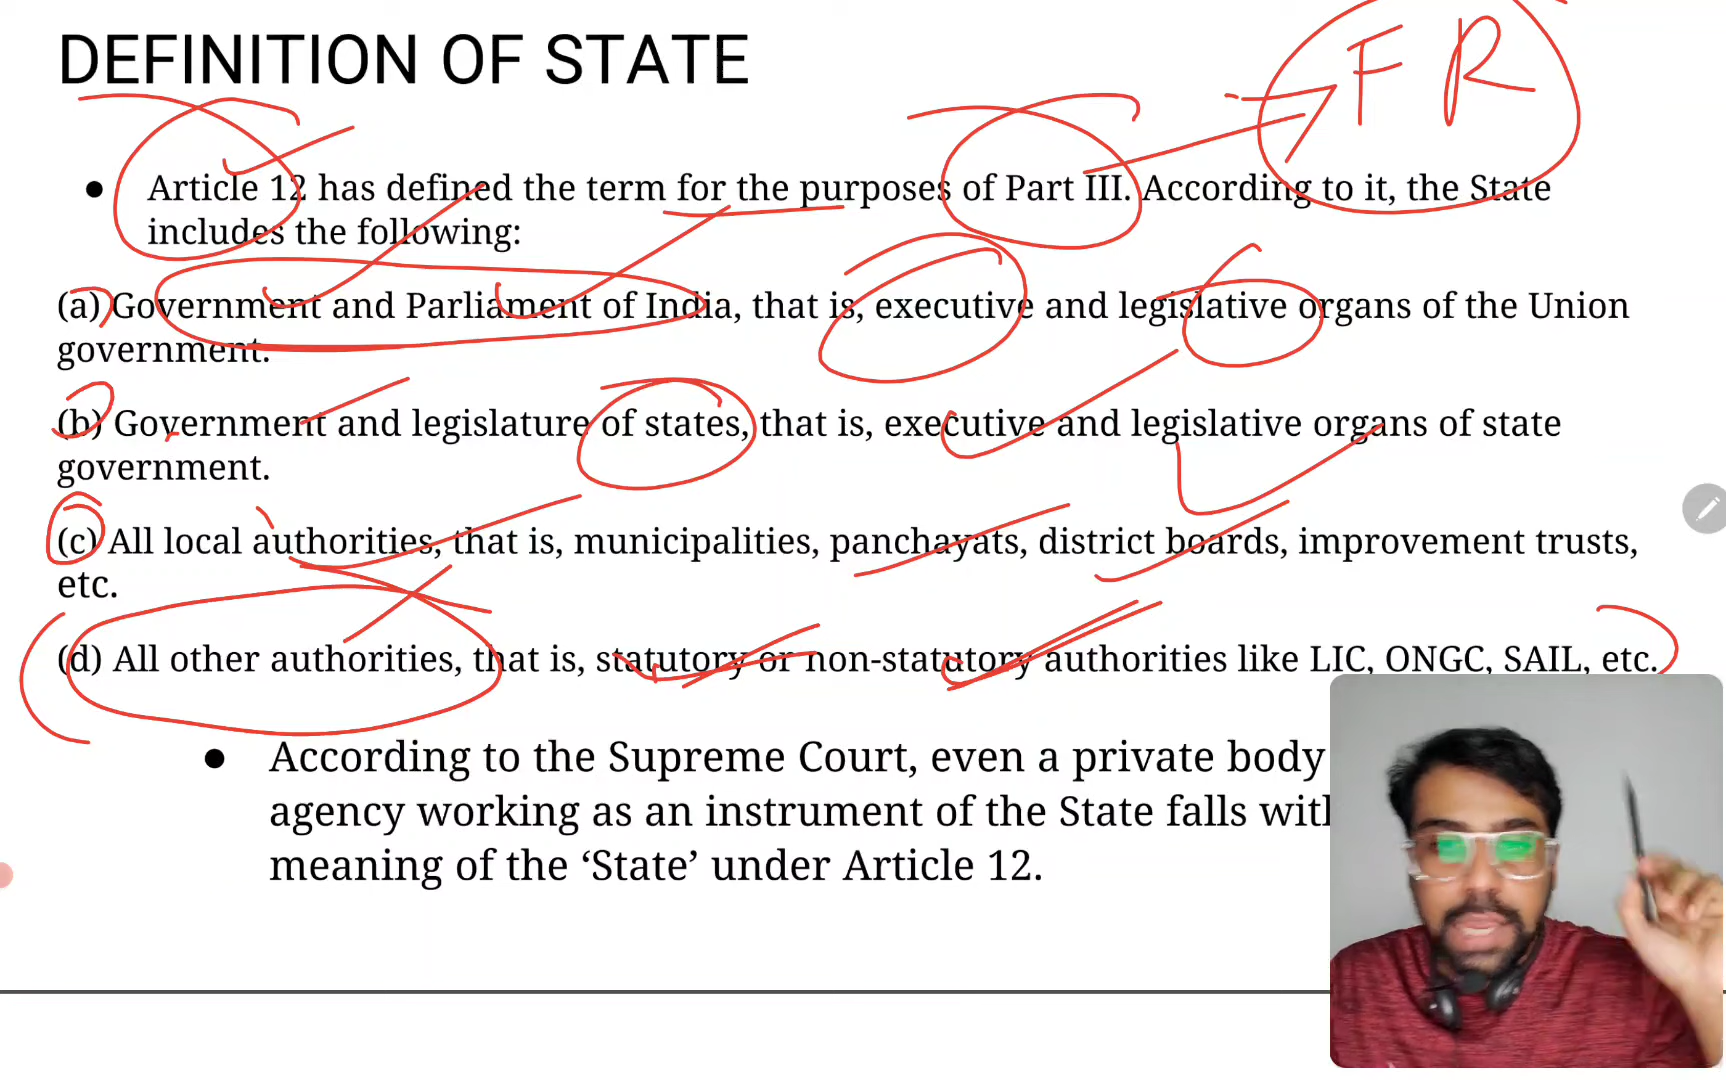 DEFINITION OF STATE
F R
● Article 12 has defined the term for the purposes of Part III. According to it, the State
includes the following:
(a) Government and Parliament of India, that is, executive and legislative organs of the Union
government.
(b) Government and legislature of states, that is, executive and legislative organs of state
government.
(c) All local authorities, that is, municipalities, panchayats, district boards, improvement trusts,
etc.
(d) All other authorities, that is, statutory or non-statutory authorities like LIC, ONGC, SAIL, etc.
● According to the Supreme Court, even a private body
agency working as an instrument of the State falls
meaning of the ‘State’ under Article 12.